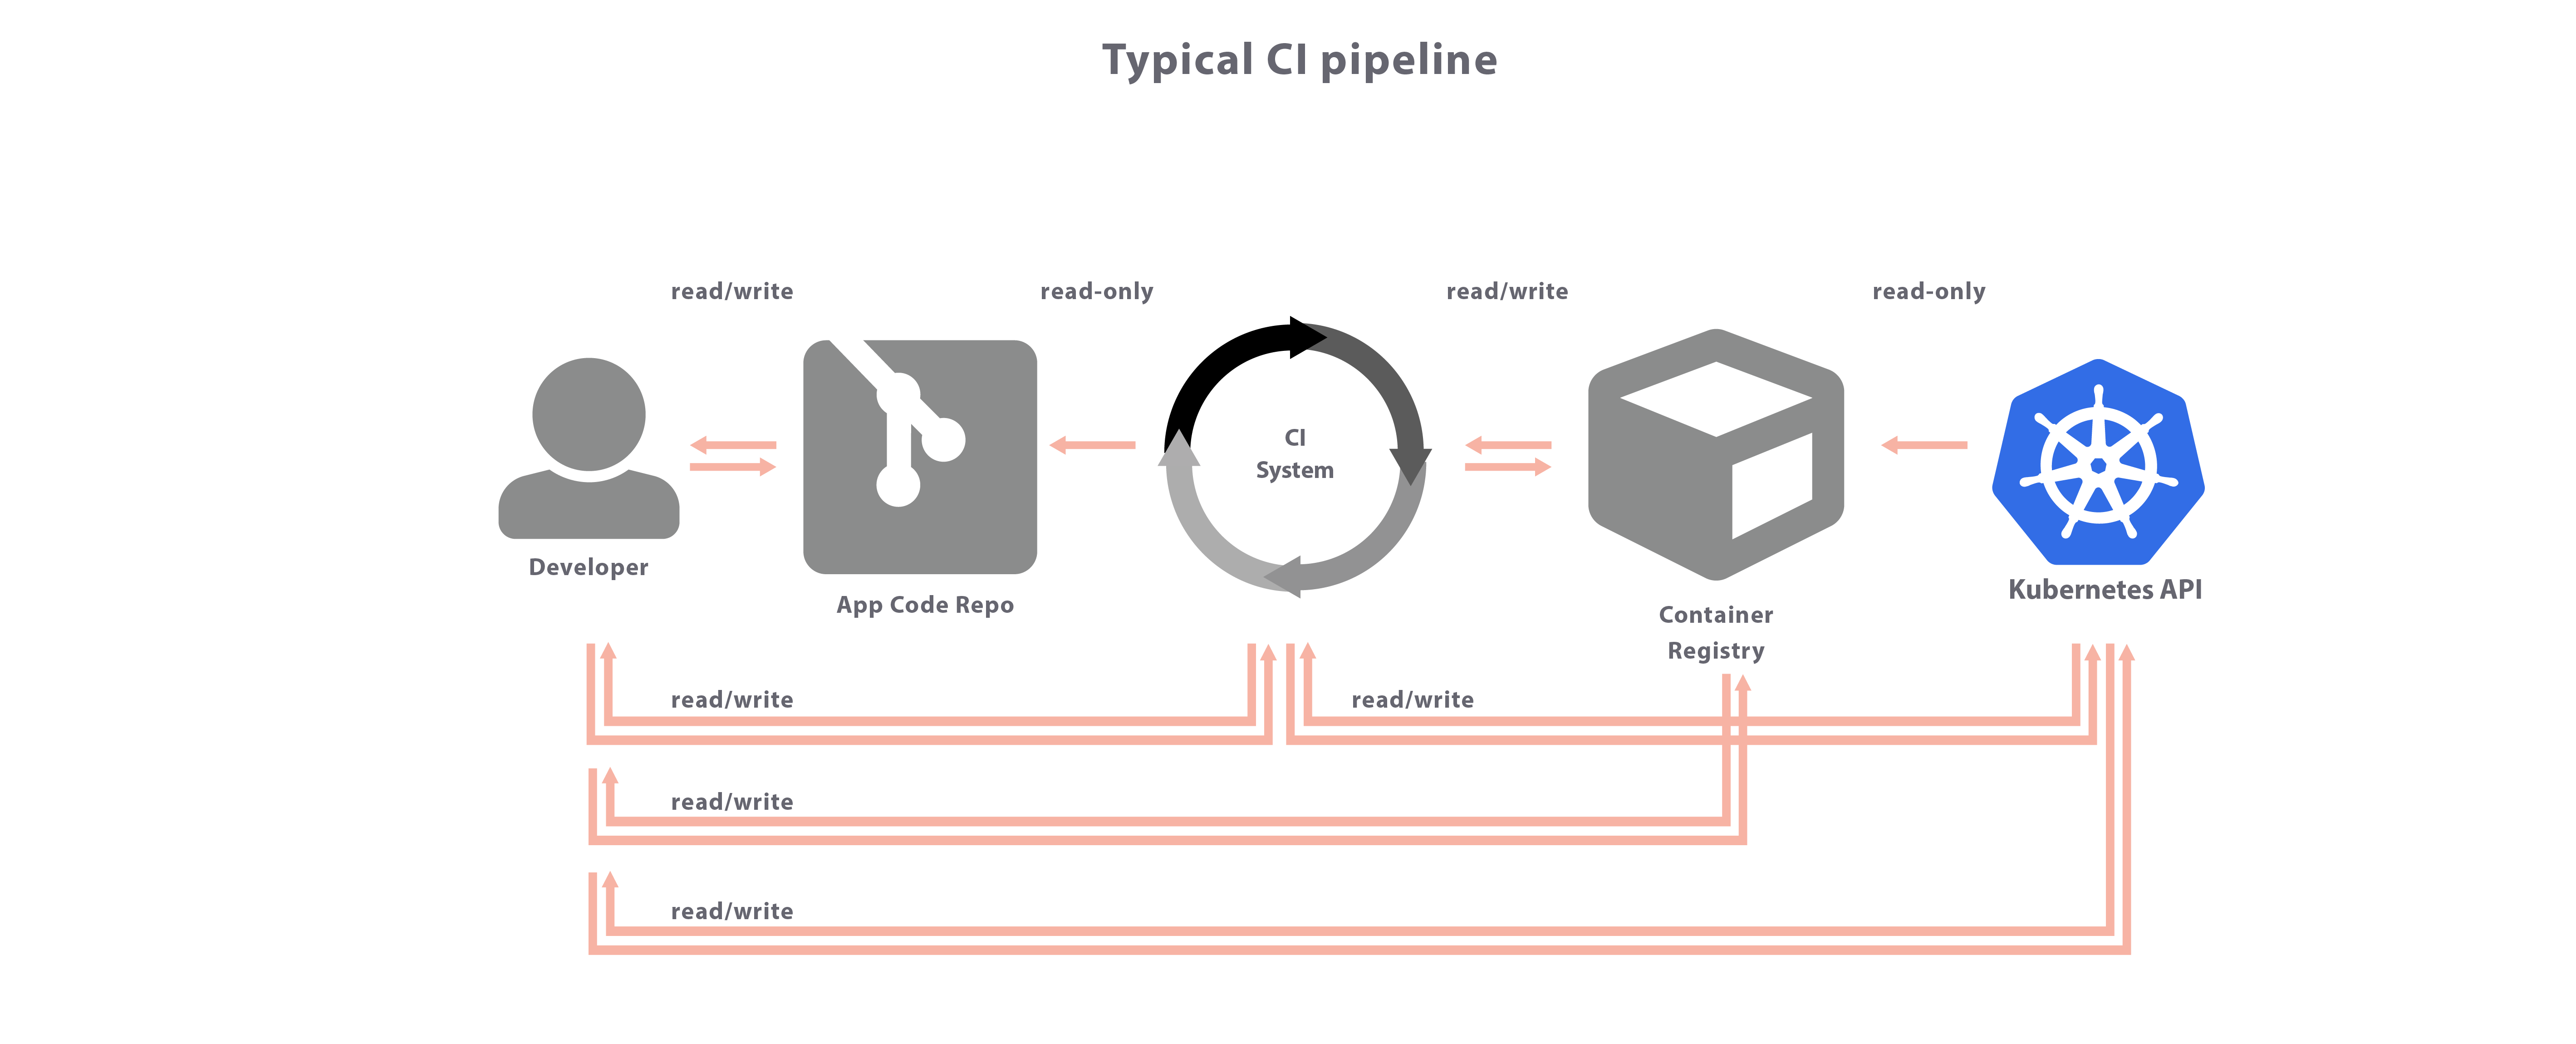 Typical CI pipeline
read/write
read-only
read/write
read-only
CI
System
Developer
App Code Repo
Container
Registry
Kubernetes API
read/write
read/write
read/write
read/write